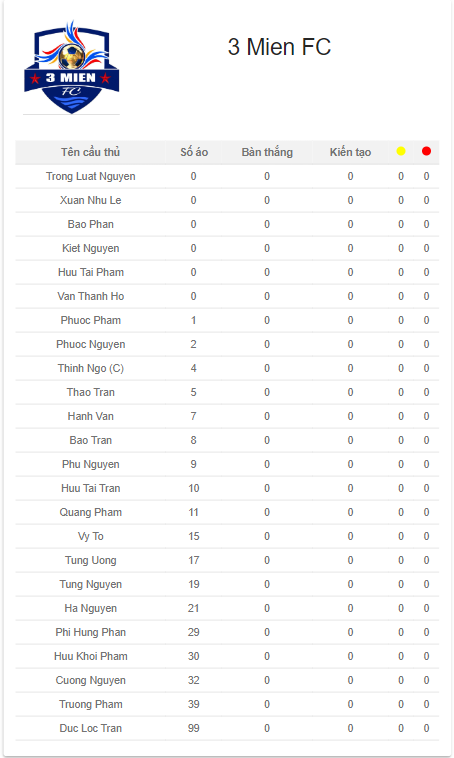 3 MIEN
FC
3 Mien FC
Tên cầu thủ Số áo Bàn thắng Kiến tạo
Trong Luat Nguyen 0 0 0 0 0
Xuan Nhu Le 0 0 0 0 0
Bao Phan 0 0 0 0 0
Kiet Nguyen 0 0 0 0 0
Huu Tai Pham 0 0 0 0 0
Van Thanh Ho 0 0 0 0 0
Phuoc Pham 1 0 0 0 0
Phuoc Nguyen 2 0 0 0 0
Thinh Ngo (C) 4 0 0 0 0
Thao Tran 5 0 0 0 0
Hanh Van 7 0 0 0 0
Bao Tran 8 0 0 0 0
Phu Nguyen 9 0 0 0 0
Huu Tai Tran 10 0 0 0 0
Quang Pham 11 0 0 0 0
Vy To 15 0 0 0 0
Tung Uong 17 0 0 0 0
Tung Nguyen 19 0 0 0 0
Ha Nguyen 21 0 0 0 0
Phi Hung Phan 29 0 0 0 0
Huu Khoi Pham 30 0 0 0 0
Cuong Nguyen 32 0 0 0 0
Truong Pham 39 0 0 0 0
Duc Loc Tran 99 0 0 0 0